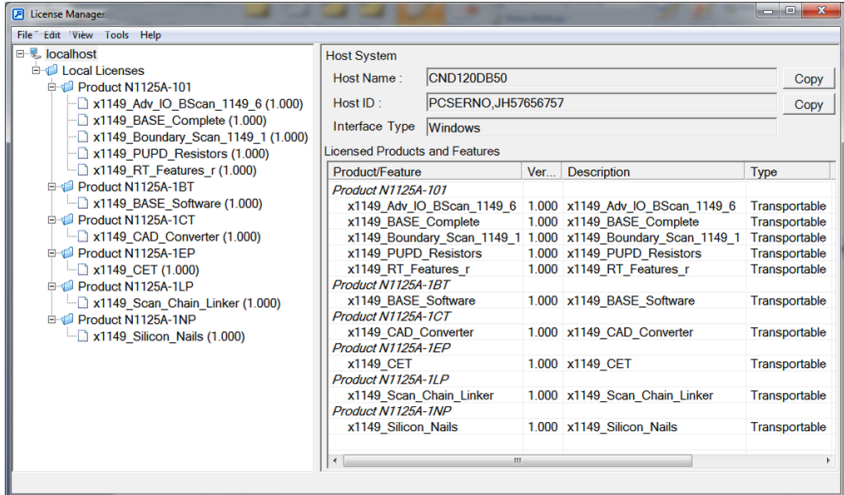 License Manager
File Edit View Tools Help
localhost
Local Licenses
Product N1125A-101
x1149_Adv_IO_BScan_1149_6 (1.000)
x1149_BASE_Complete (1.000)
x1149_Boundary_Scan_1149_1 (1.000)
x1149_PUPD_Resistors (1.000)
x1149_RT_Features_r (1.000)
Product N1125A-1BT
x1149_BASE_Software (1.000)
Product N1125A-1CT
x1149_CAD_Converter (1.000)
Product N1125A-1EP
x1149_CET (1.000)
Product N1125A-1LP
x1149_Scan_Chain_Linker (1.000)
Product N1125A-1NP
x1149_Silicon_Nails (1.000)
Host System
Host Name : CND120DB50 Copy
Host ID : PCSERNO,JH57656757 Copy
Interface Type Windows
Licensed Products and Features
Product/Feature Ver... Description Type
Product N1125A-101
x1149_Adv_IO_BScan_1149_6 1.000 x1149_Adv_IO_BScan_1149_6 Transportable
x1149_BASE_Complete 1.000 x1149_BASE_Complete Transportable
x1149_Boundary_Scan_1149_1 1.000 x1149_Boundary_Scan_1149_1 Transportable
x1149_PUPD_Resistors 1.000 x1149_PUPD_Resistors Transportable
x1149_RT_Features_r 1.000 x1149_RT_Features_r Transportable
Product N1125A-1BT
x1149_BASE_Software 1.000 x1149_BASE_Software Transportable
Product N1125A-1CT
x1149_CAD_Converter 1.000 x1149_CAD_Converter Transportable
Product N1125A-1EP
x1149_CET 1.000 x1149_CET Transportable
Product N1125A-1LP
x1149_Scan_Chain_Linker 1.000 x1149_Scan_Chain_Linker Transportable
Product N1125A-1NP
x1149_Silicon_Nails 1.000 x1149_Silicon_Nails Transportable